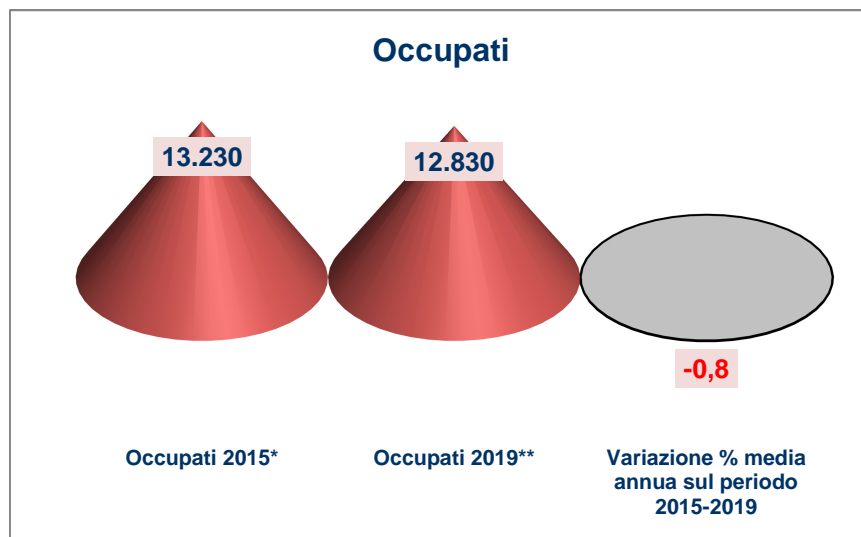 Occupati
13.230
12.830
-0,8
Occupati 2015*
Occupati 2019**
Variazione % media
annua sul periodo
2015-2019